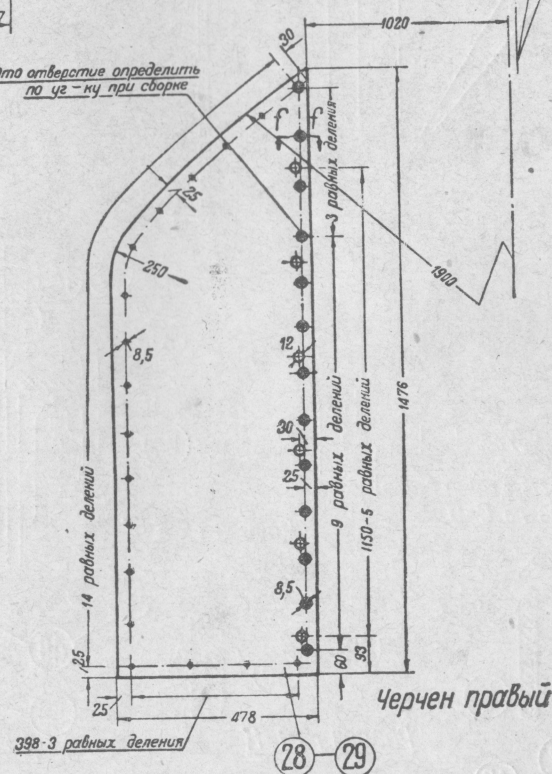 1020
30
Это отверстие определить
по уг-ку при сборке
f f
3 равных деления
25
250
1900
8,5
12
1476
30
25
9 равных делений
1150-5 равных делений
14 равных делений
8,5
60
93
25
25
478
Черчен правый
398-3 равных деления
28 29